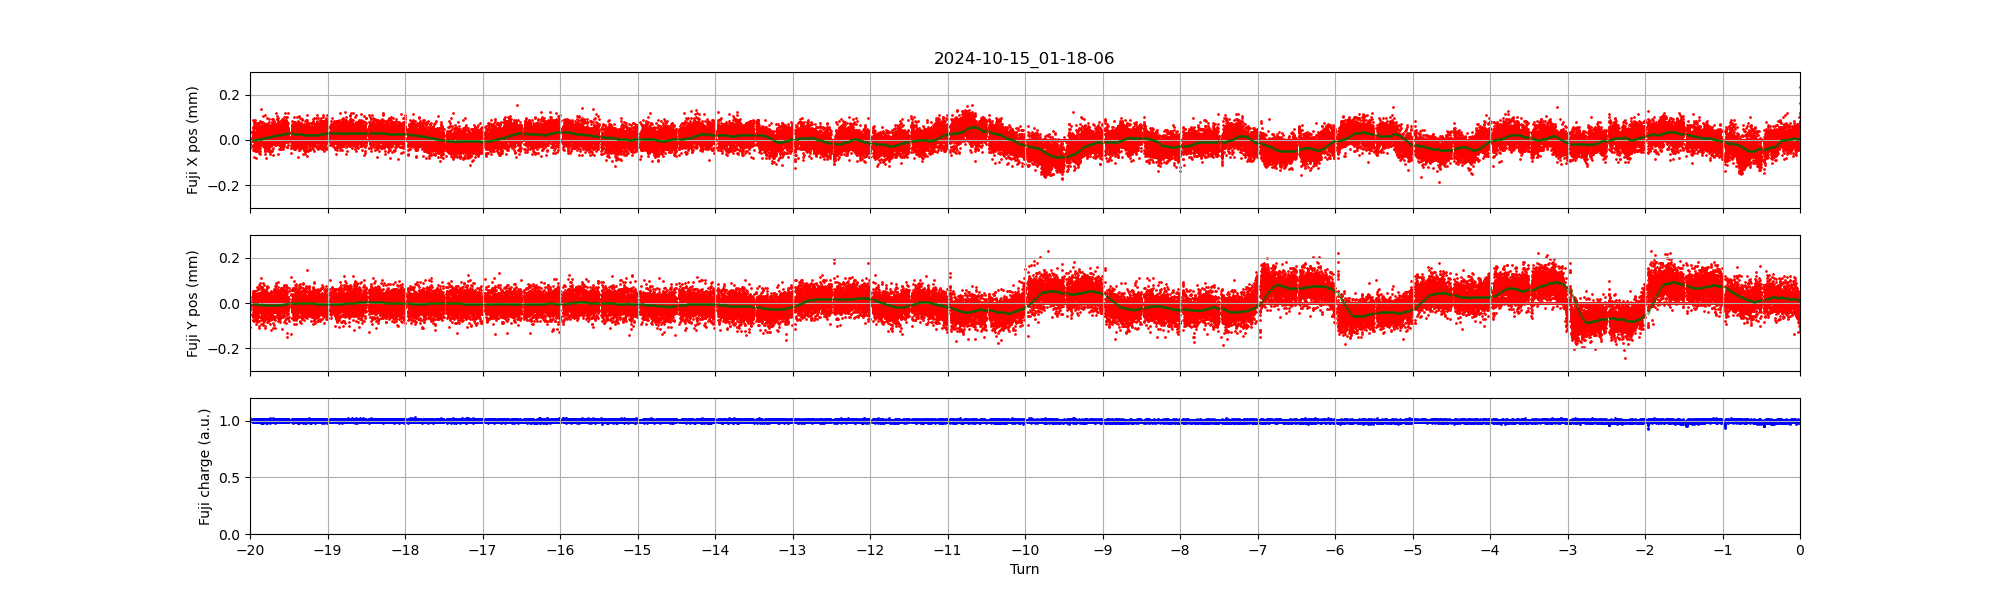 2024-10-15_01-18-06
Fuji X pos (mm)
0.2
0.0
−0.2
Fuji Y pos (mm)
0.2
0.0
−0.2
Fuji charge (a.u.)
1.0
0.5
0.0
−20 −19 −18 −17 −16 −15 −14 −13 −12 −11 −10 −9 −8 −7 −6 −5 −4 −3 −2 −1 0
Turn